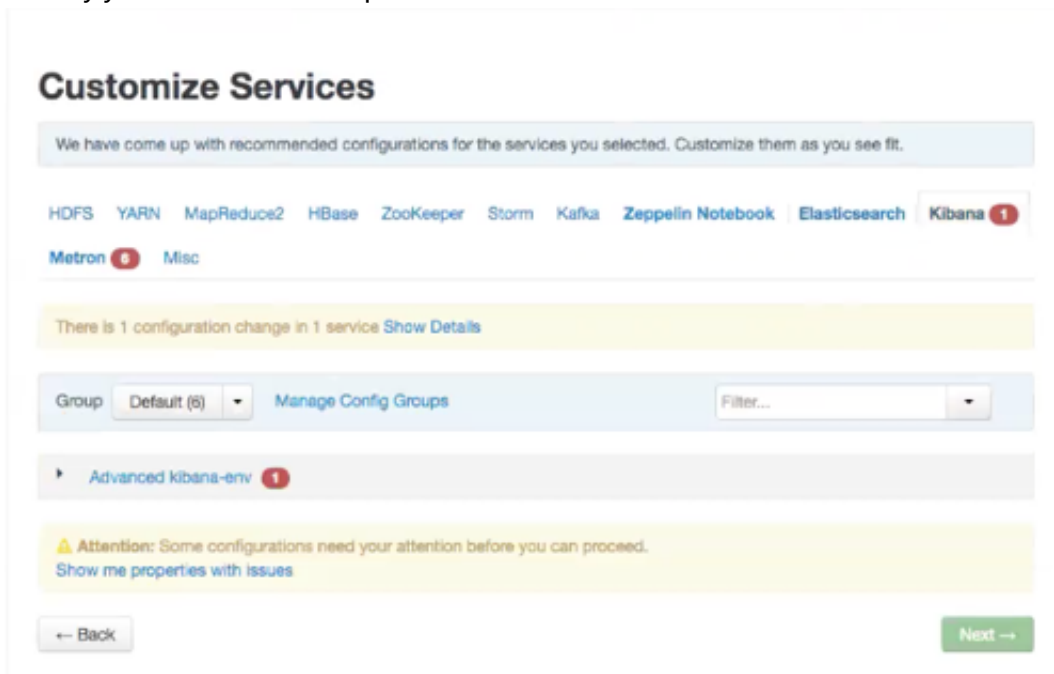 Customize Services
We have come up with recommended configurations for the services you selected. Customize them as you see fit.
HDFS YARN MapReduce2 HBase ZooKeeper Storm Kafka Zeppelin Notebook Elasticsearch Kibana 1
Metron 6 Misc
There is 1 configuration change in 1 service Show Details
Group Default (6) Manage Config Groups Filter...
Advanced kibana-env 1
Attention: Some configurations need your attention before you can proceed.
Show me properties with issues
← Back Next →